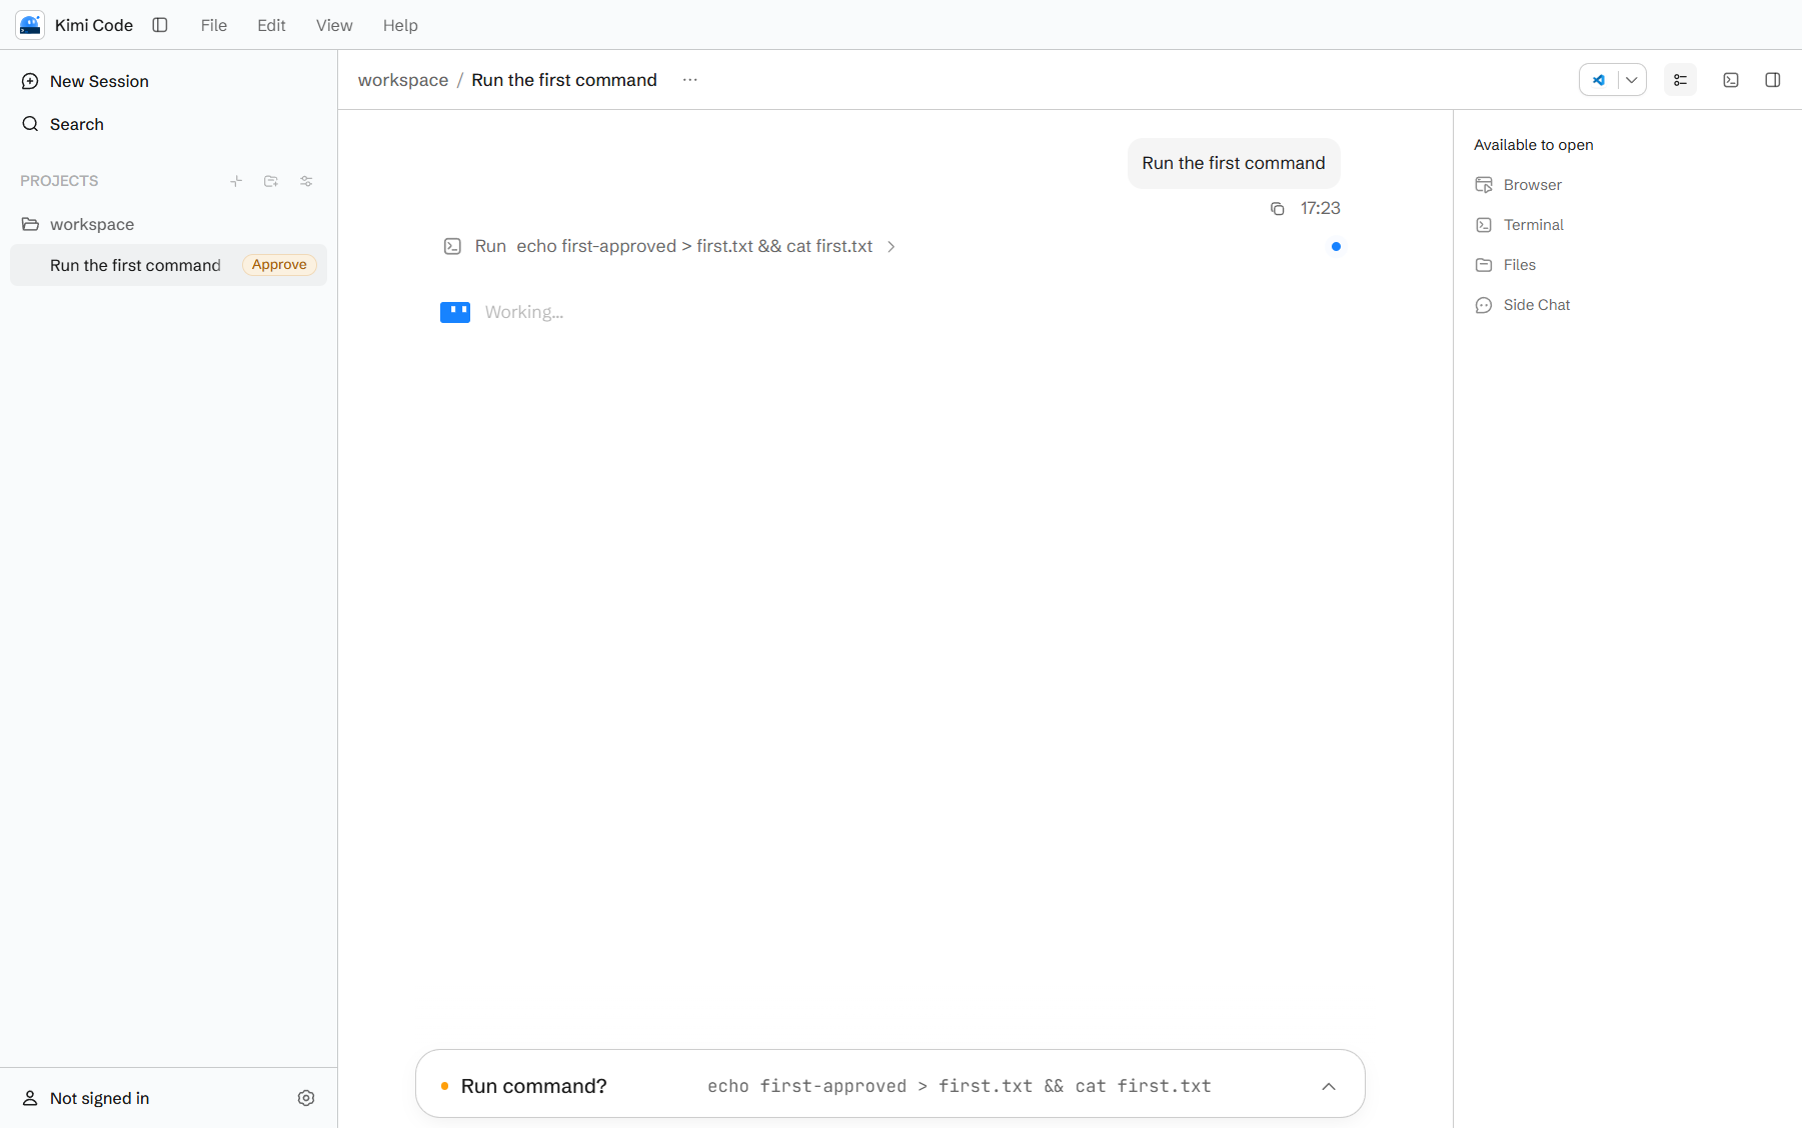 Kimi Code File Edit View Help
New Session
Search
PROJECTS
workspace
Run the first command Approve
Not signed in
workspace / Run the first command ···
Run the first command
17:23
Run echo first-approved > first.txt && cat first.txt
Working...
Run command? echo first-approved > first.txt && cat first.txt
Available to open
Browser
Terminal
Files
Side Chat